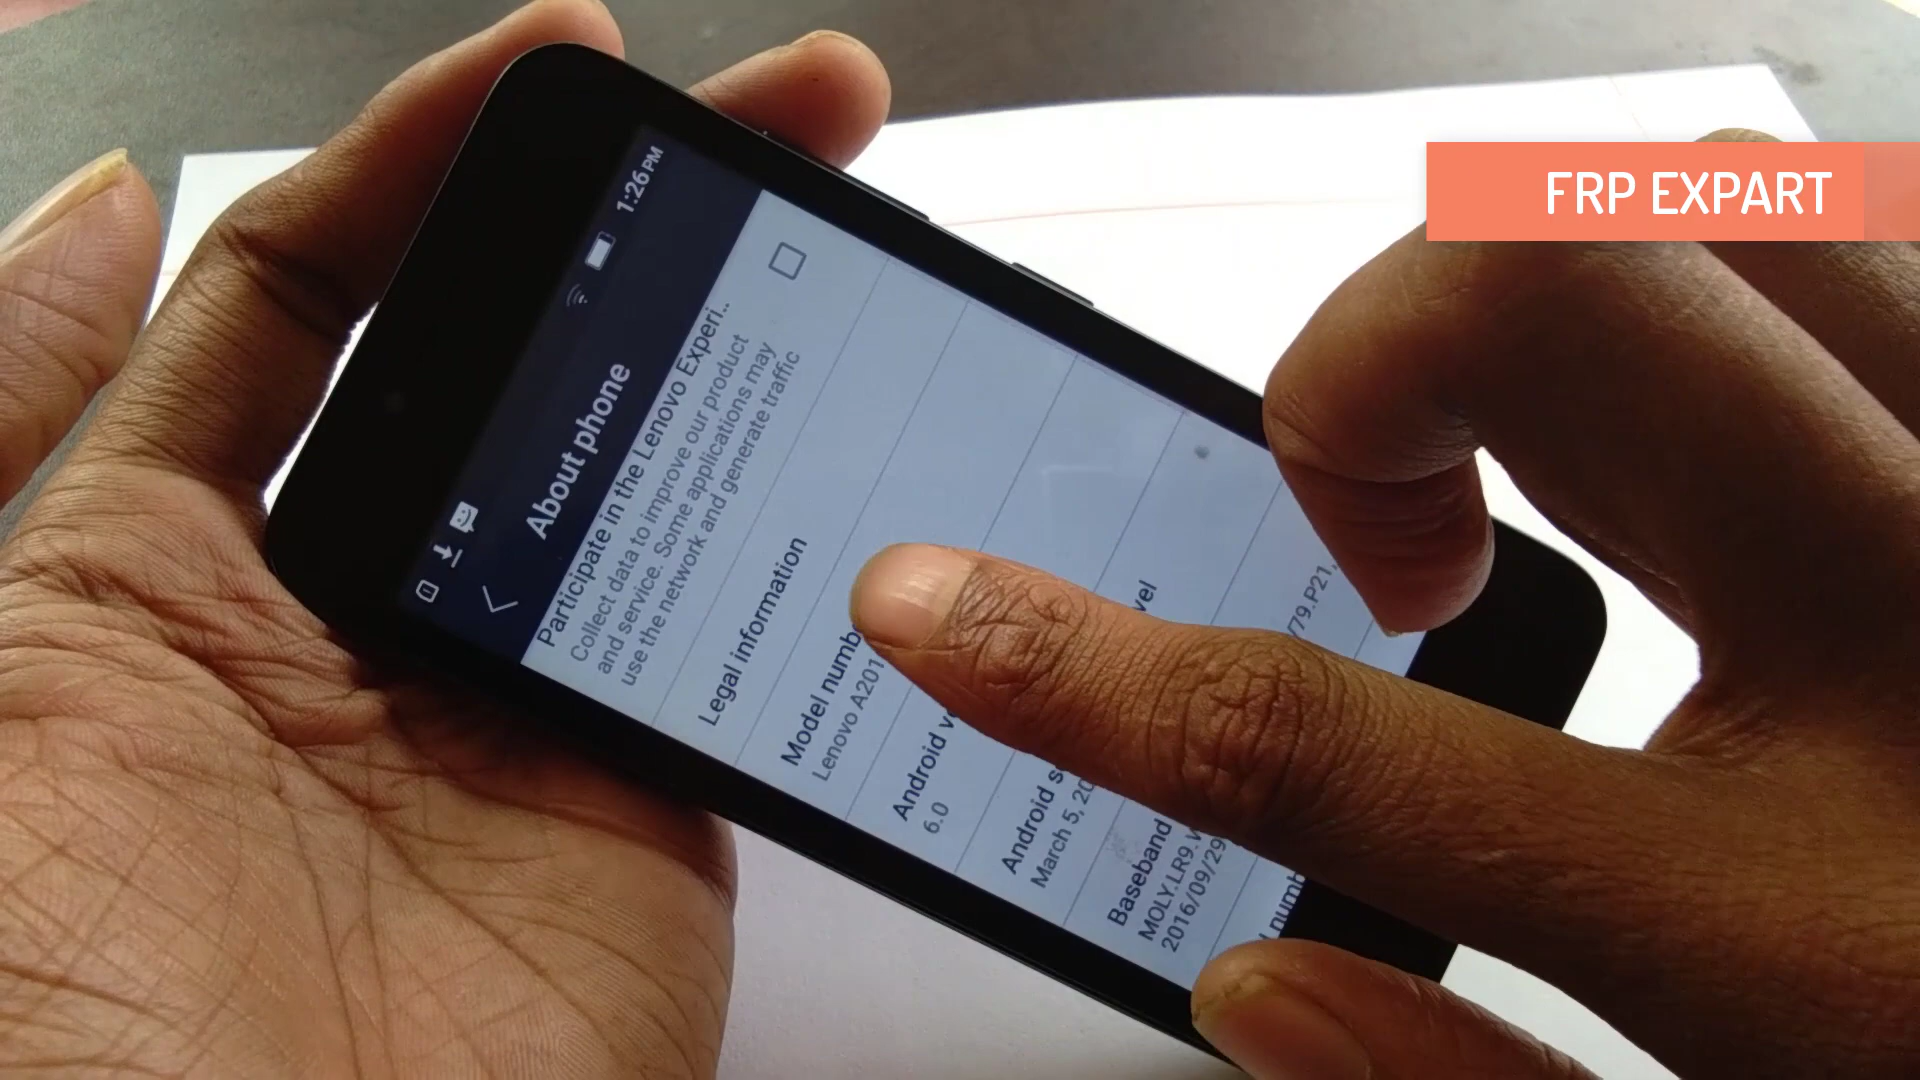 FRP EXPART
1:26 PM
About phone
Participate in the Lenovo Experi..
Collect data to improve our product
and service. Some applications may
use the network and generate traffic
Legal information
Model numb
Lenovo A201
Android v
6.0
Android s vel
March 5, 20
Baseband
MOLY.LR9.W /79.P21,
2016/09/29
numb